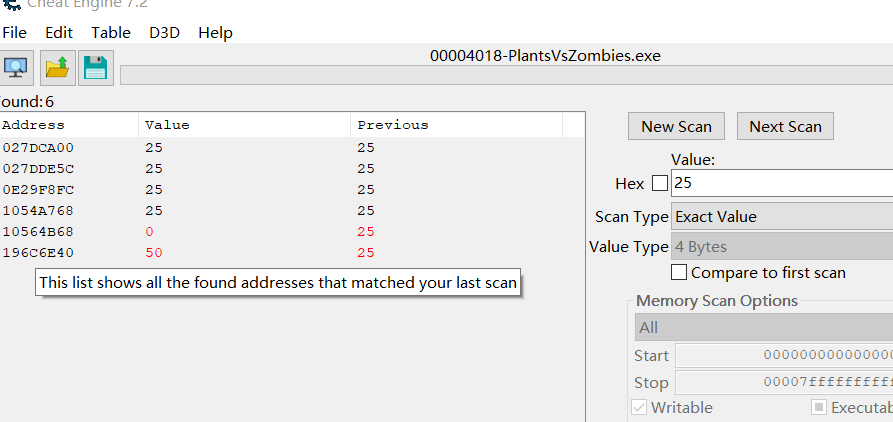 Cheat Engine 7.2
File Edit Table D3D Help
00004018-PlantsVsZombies.exe
ound: 6
Address Value Previous
027DCA00 25 25
027DDE5C 25 25
0E29F8FC 25 25
1054A768 25 25
10564B68 0 25
196C6E40 50 25
This list shows all the found addresses that matched your last scan
New Scan Next Scan
Value:
Hex 25
Scan Type Exact Value
Value Type 4 Bytes
Compare to first scan
Memory Scan Options
All
Start 000000000000000
Stop 00007fffffffff
Writable Executab